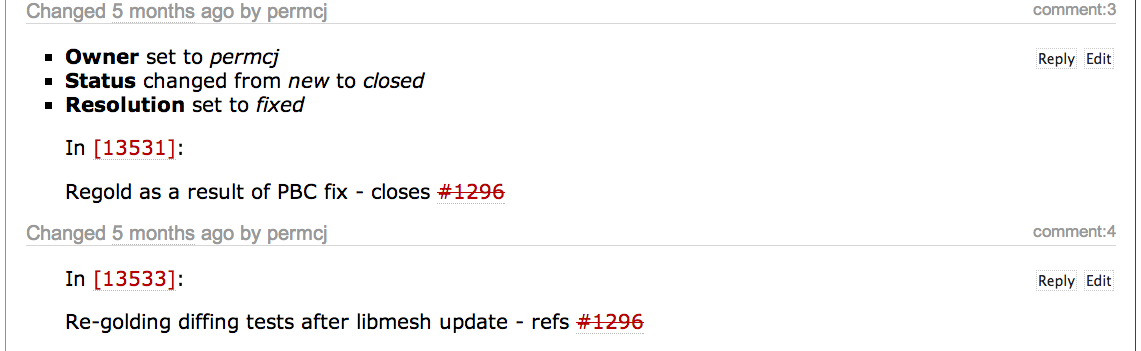 Changed 5 months ago by permcj comment:3
Owner set to permcj Reply Edit
Status changed from new to closed
Resolution set to fixed
In [13531]:
Regold as a result of PBC fix - closes #1296
Changed 5 months ago by permcj comment:4
In [13533]: Reply Edit
Re-golding diffing tests after libmesh update - refs #1296